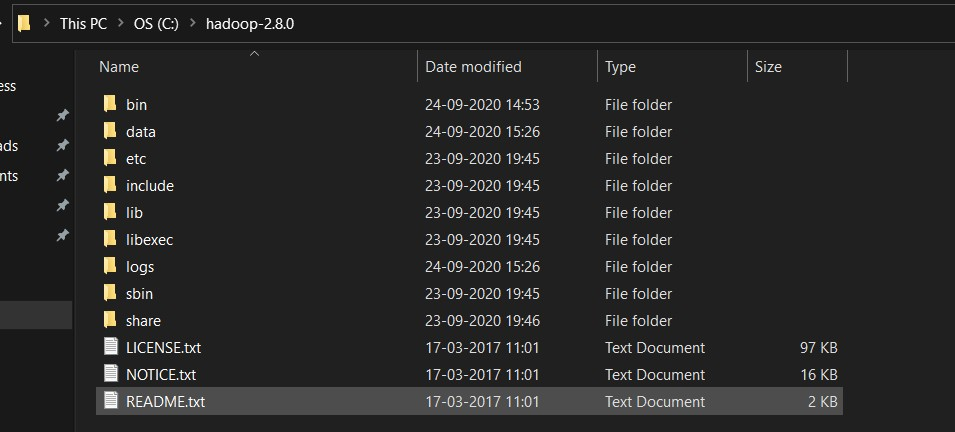 This PC > OS (C:) > hadoop-2.8.0
Name Date modified Type Size
ess
bin 24-09-2020 14:53 File folder
data 24-09-2020 15:26 File folder
ads
etc 23-09-2020 19:45 File folder
nts
include 23-09-2020 19:45 File folder
lib 23-09-2020 19:45 File folder
libexec 23-09-2020 19:45 File folder
logs 24-09-2020 15:26 File folder
sbin 23-09-2020 19:45 File folder
share 23-09-2020 19:46 File folder
LICENSE.txt 17-03-2017 11:01 Text Document 97 KB
NOTICE.txt 17-03-2017 11:01 Text Document 16 KB
README.txt 17-03-2017 11:01 Text Document 2 KB